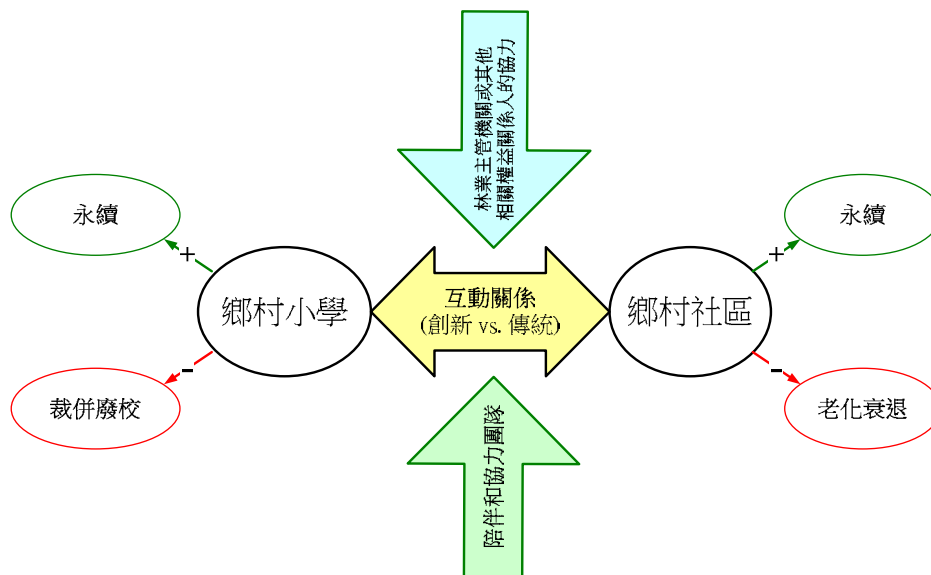 林業主管機關或其他
相關權益關係人的協力
永續
永續
+
+
鄉村小學
互動關係
(創新 vs. 傳統)
鄉村社區
-
-
裁併廢校
老化衰退
陪伴和協力團隊